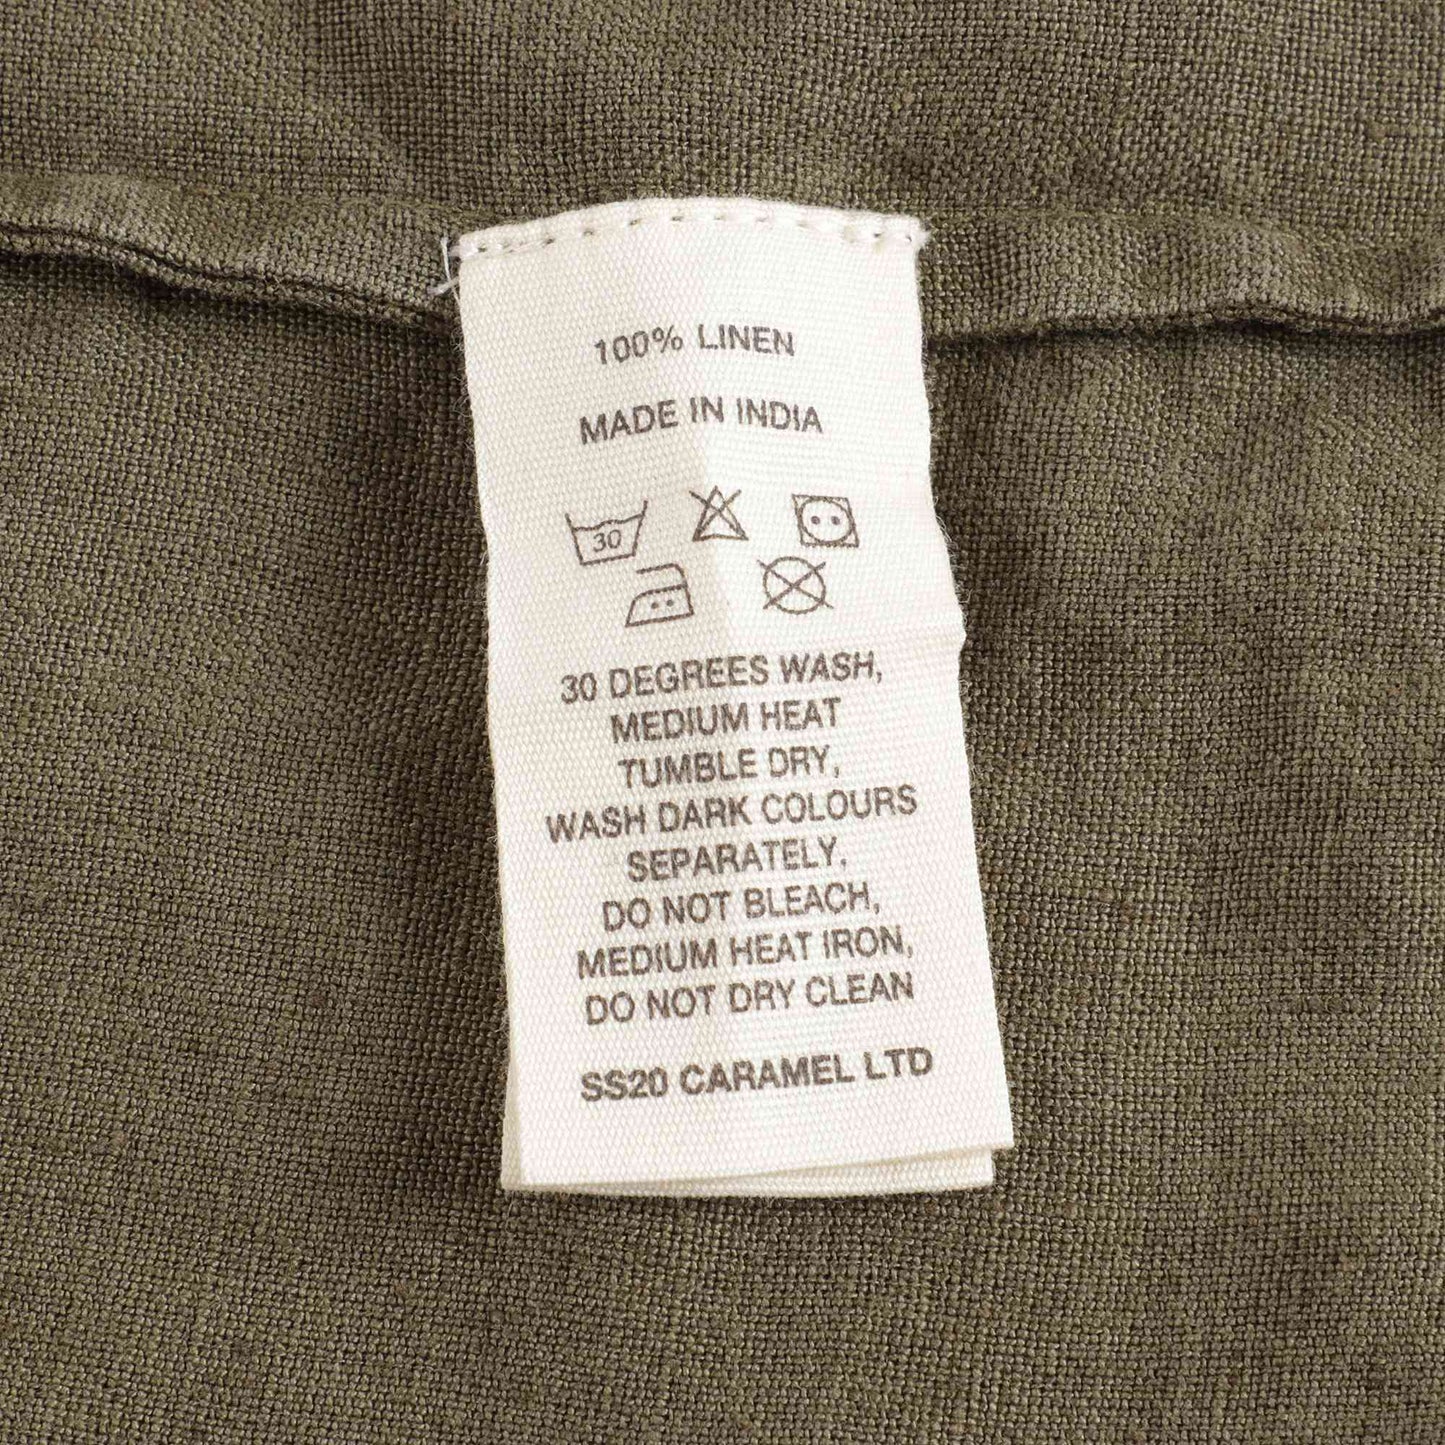 100% LINEN
MADE IN INDIA
30
30 DEGREES WASH,
MEDIUM HEAT
TUMBLE DRY,
WASH DARK COLOURS
SEPARATELY,
DO NOT BLEACH,
MEDIUM HEAT IRON,
DO NOT DRY CLEAN
SS20 CARAMEL LTD